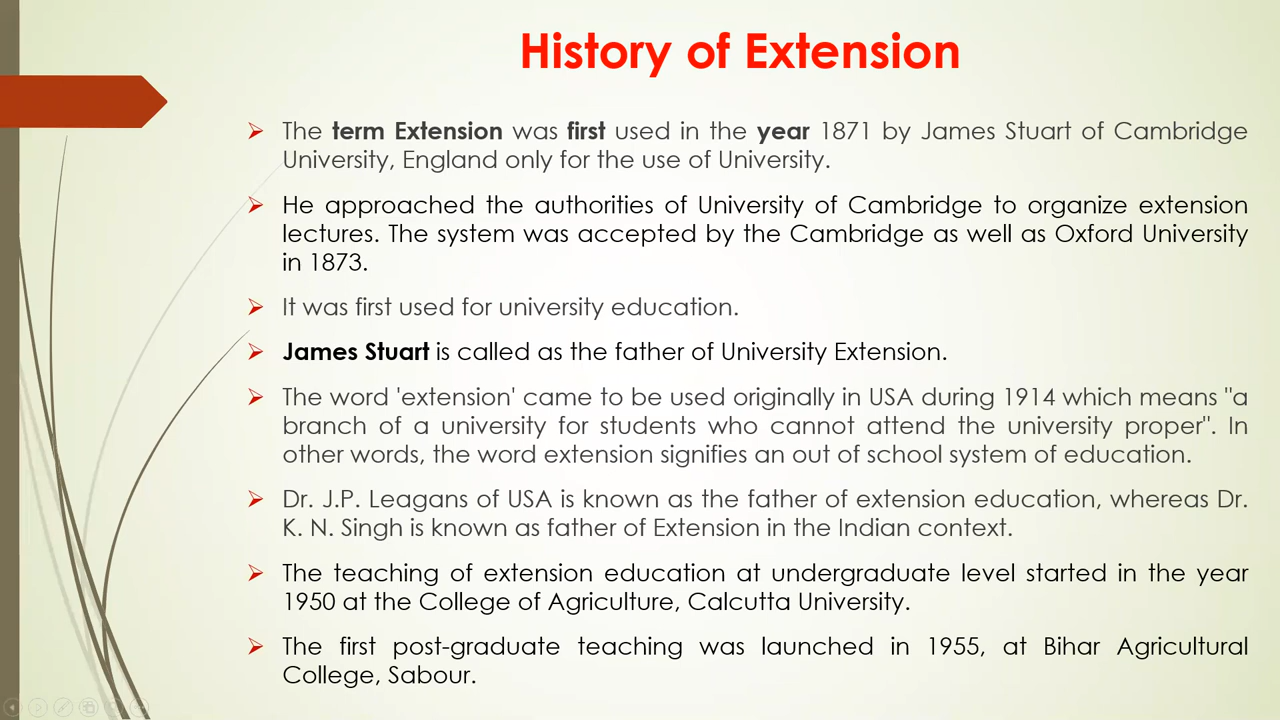 History of Extension
The term Extension was first used in the year 1871 by James Stuart of Cambridge
University, England only for the use of University.
He approached the authorities of University of Cambridge to organize extension
lectures. The system was accepted by the Cambridge as well as Oxford University
in 1873.
It was first used for university education.
James Stuart is called as the father of University Extension.
The word 'extension' came to be used originally in USA during 1914 which means "a
branch of a university for students who cannot attend the university proper". In
other words, the word extension signifies an out of school system of education.
Dr. J.P. Leagans of USA is known as the father of extension education, whereas Dr.
K. N. Singh is known as father of Extension in the Indian context.
The teaching of extension education at undergraduate level started in the year
1950 at the College of Agriculture, Calcutta University.
The first post-graduate teaching was launched in 1955, at Bihar Agricultural
College, Sabour.